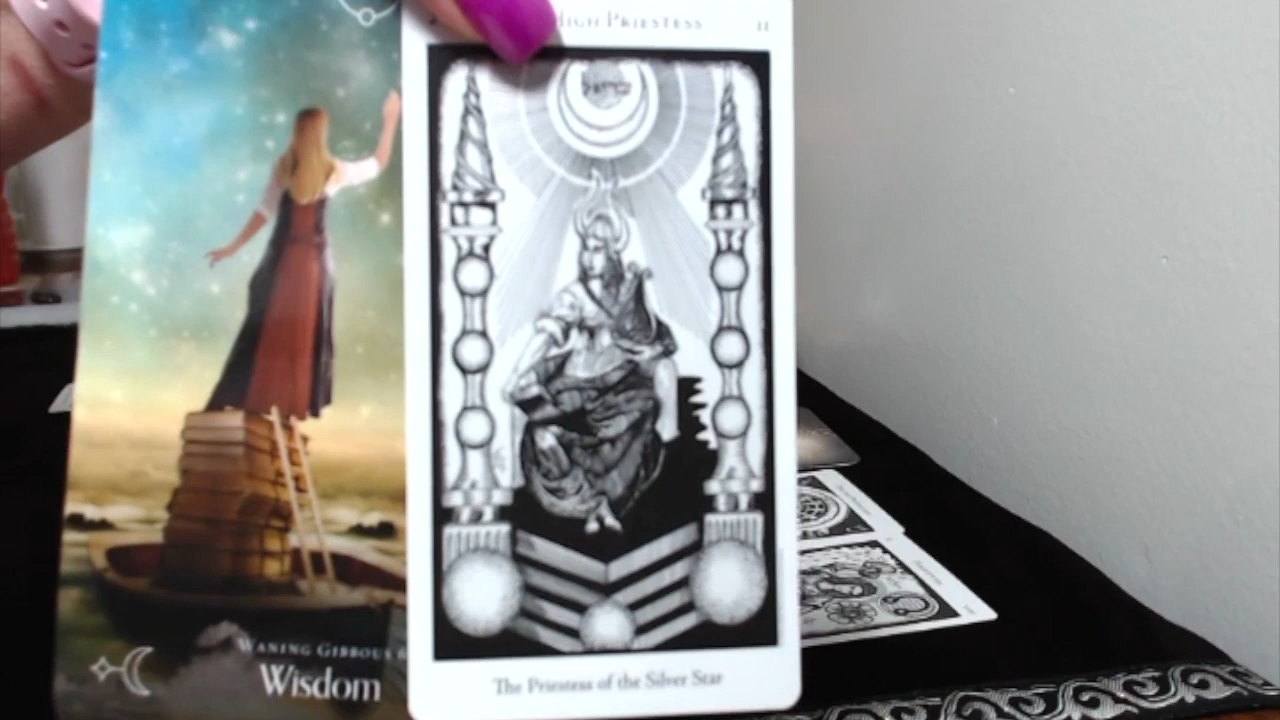 High Priestess II
The Priestess of the Silver Star
Waning Gibbous
Wisdom